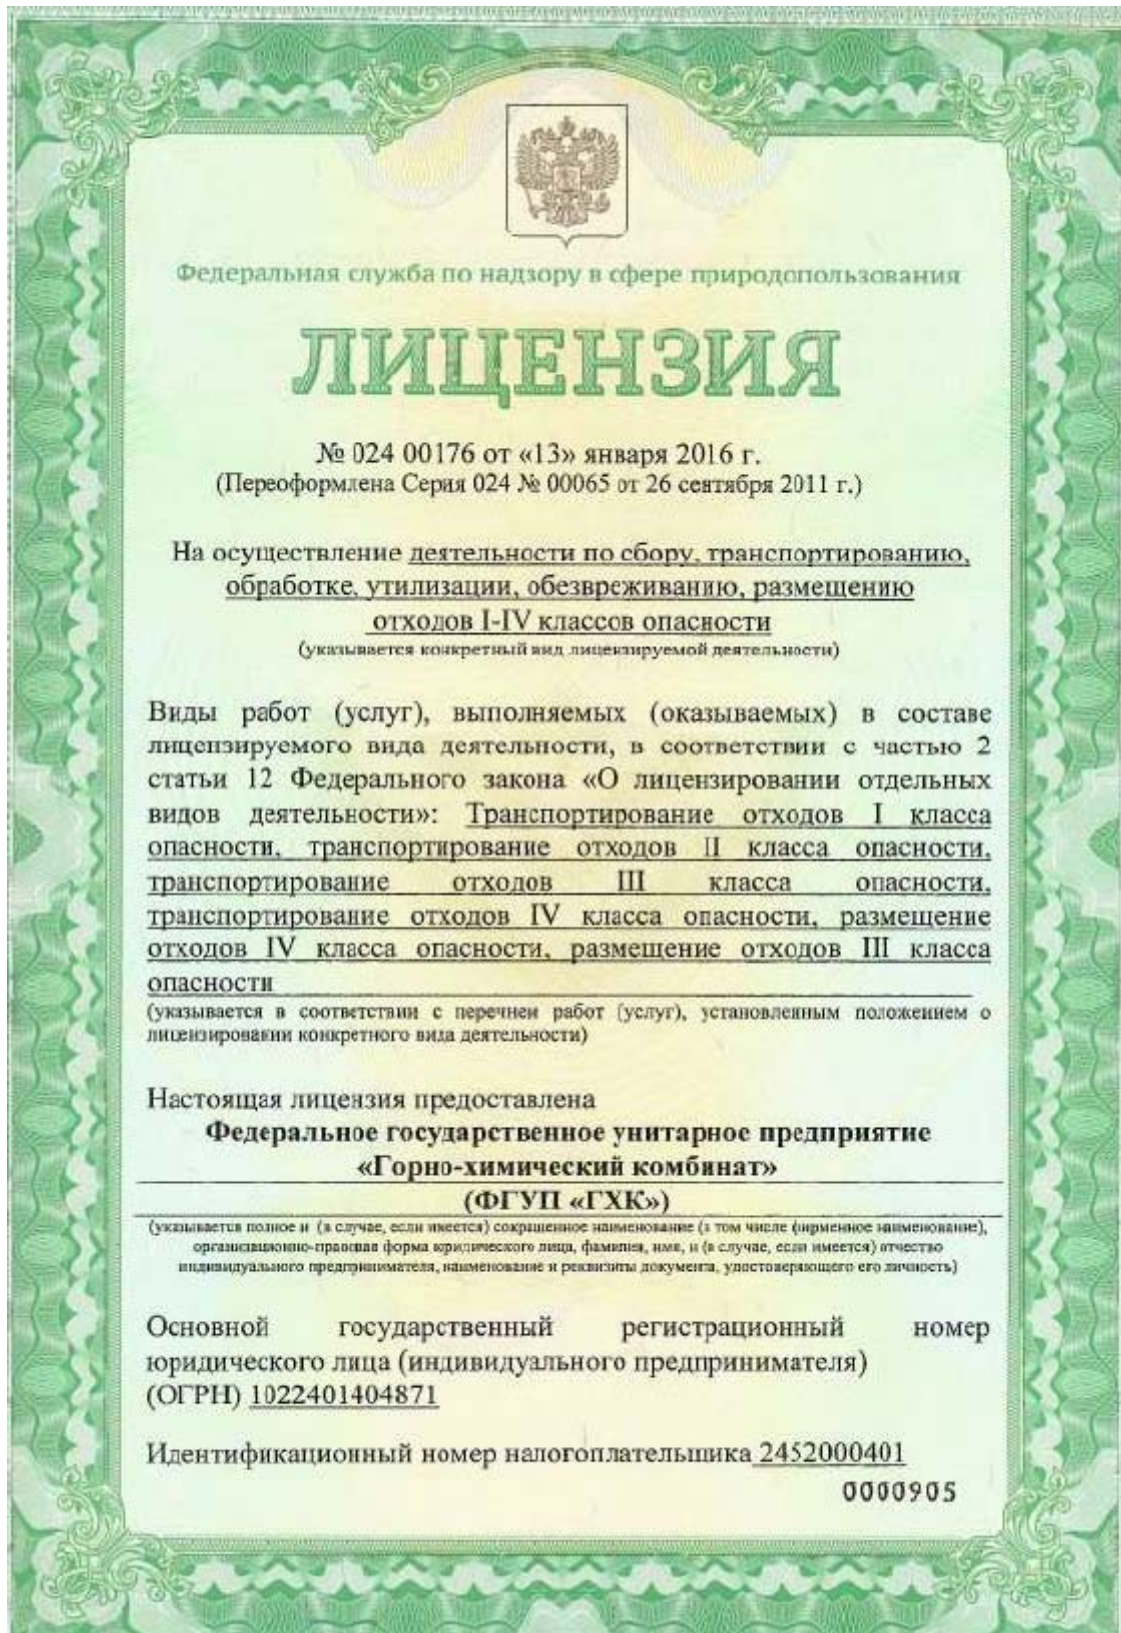 Федеральная служба по надзору в сфере природопользования
ЛИЦЕНЗИЯ
№ 024 00176 от «13» января 2016 г.
(Переоформлена Серия 024 № 00065 от 26 сентября 2011 г.)
На осуществление деятельности по сбору, транспортированию,
обработке, утилизации, обезвреживанию, размещению
отходов I-IV классов опасности
(указывается конкретный вид лицензируемой деятельности)
Виды работ (услуг), выполняемых (оказываемых) в составе
лицензируемого вида деятельности, в соответствии с частью 2
статьи 12 Федерального закона «О лицензировании отдельных
видов деятельности»: Транспортирование отходов I класса
опасности, транспортирование отходов II класса опасности,
транспортирование отходов III класса опасности,
транспортирование отходов IV класса опасности, размещение
отходов IV класса опасности, размещение отходов III класса
опасности
(указывается в соответствии с перечнем работ (услуг), установленным положением о
лицензировании конкретного вида деятельности)
Настоящая лицензия предоставлена
Федеральное государственное унитарное предприятие
«Горно-химический комбинат»
(ФГУП «ГХК»)
(указывается полное и (в случае, если имеется) сокращенное наименование (в том числе фирменное наименование),
организационно-правовая форма юридического лица, фамилия, имя, и (в случае, если имеется) отчество
индивидуального предпринимателя, наименование и реквизиты документа, удостоверяющего его личность)
Основной государственный регистрационный номер
юридического лица (индивидуального предпринимателя)
(ОГРН) 1022401404871
Идентификационный номер налогоплательщика 2452000401
0000905